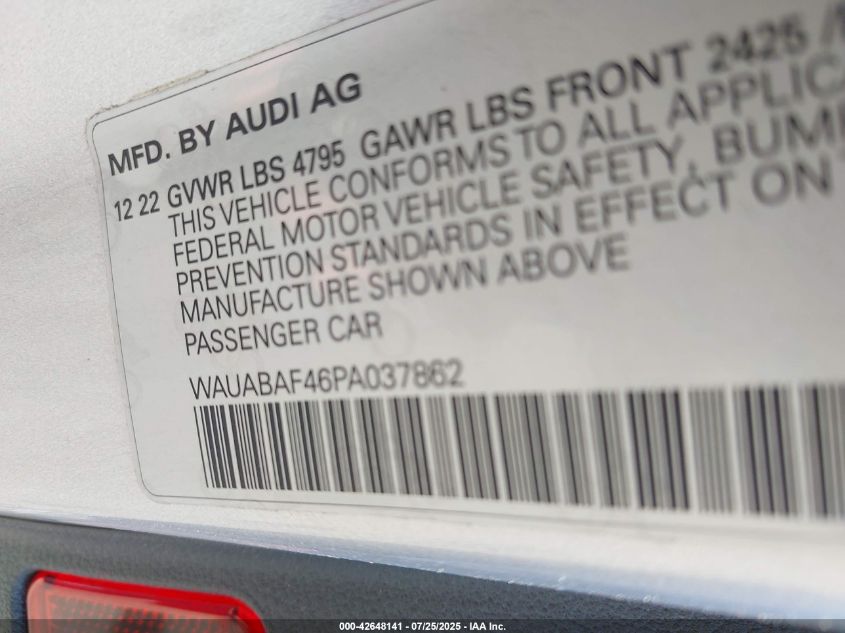 MFD. BY AUDI AG
12 22 GVWR LBS 4795 GAWR LBS FRONT 2425
THIS VEHICLE CONFORMS TO ALL
FEDERAL MOTOR VEHICLE SAFETY,
PREVENTION STANDARDS IN EFFECT ON
MANUFACTURE SHOWN ABOVE
PASSENGER CAR
WAUABAF46PA037862
000-42648141 - 07/25/2025 - IAA Inc.